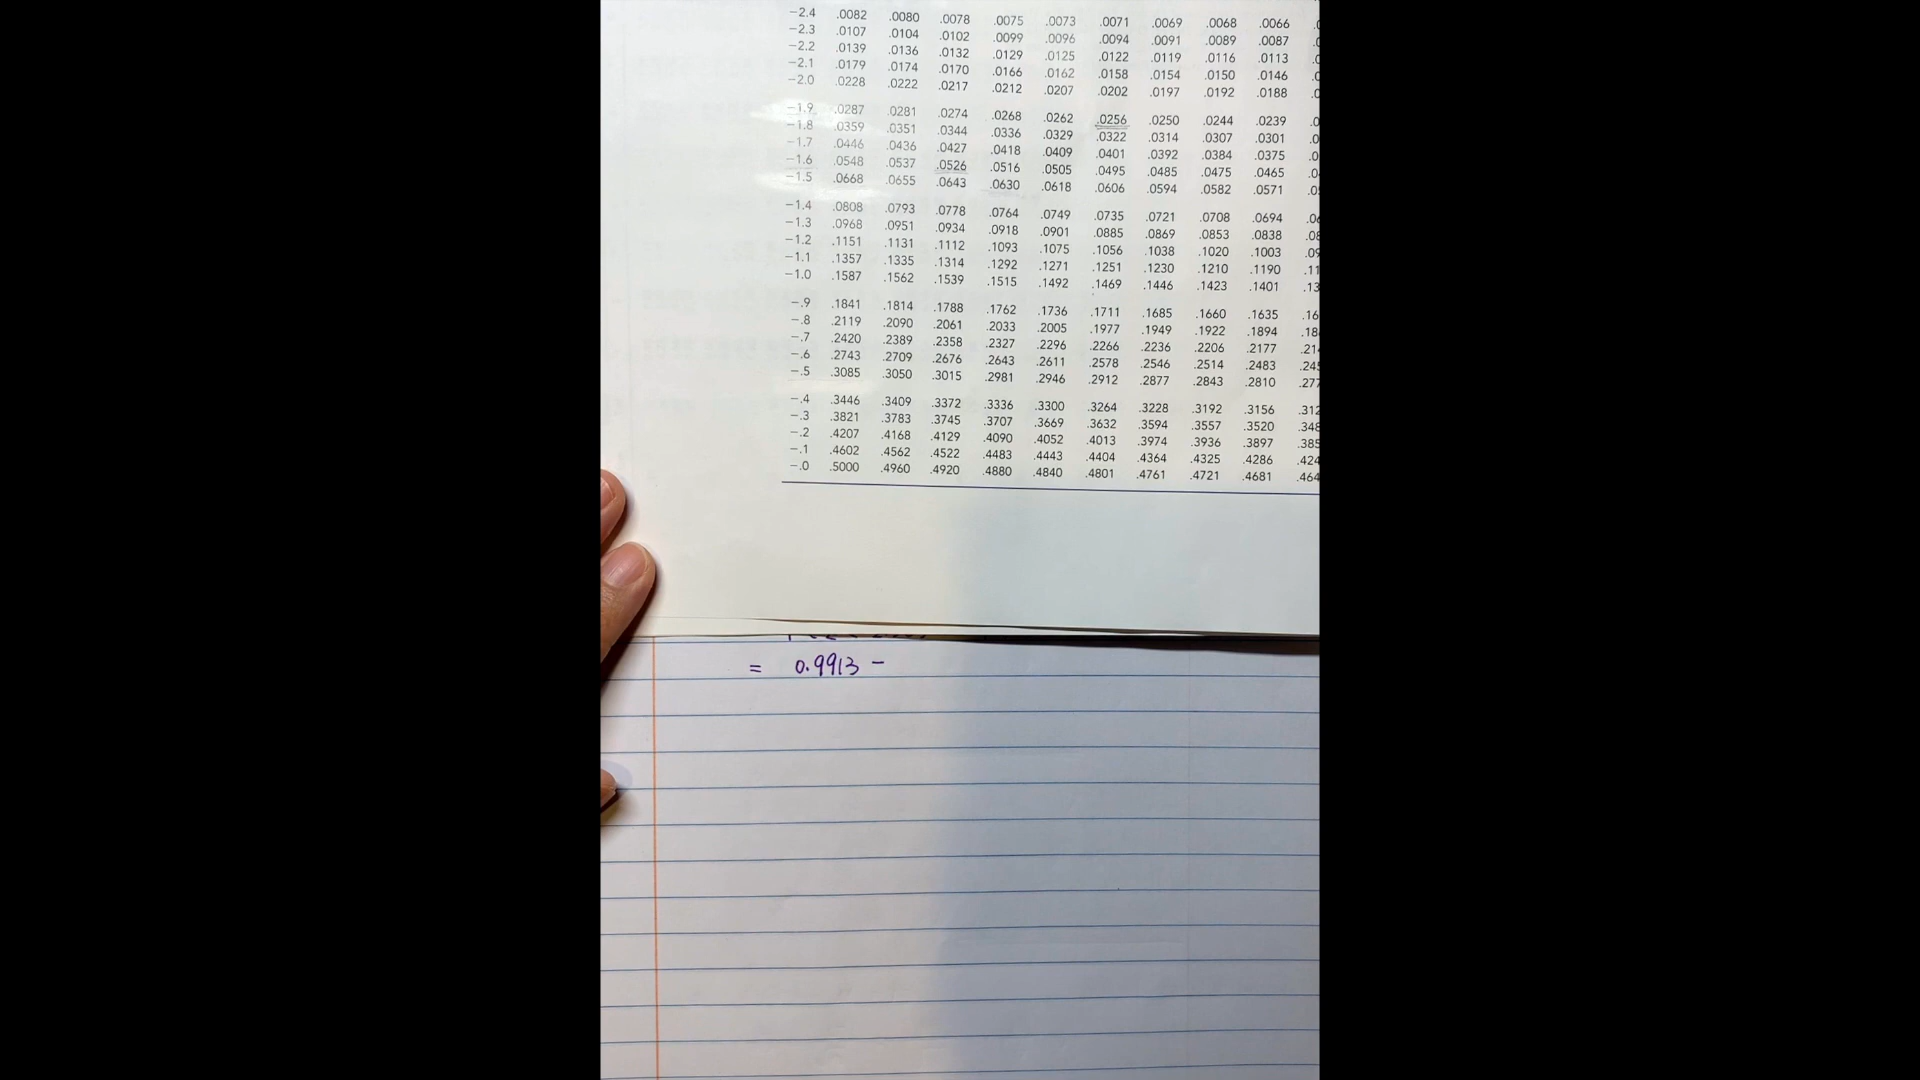 −2.4 .0082 .0080 .0078 .0075 .0073 .0071 .0069 .0068 .0066
−2.3 .0107 .0104 .0102 .0099 .0096 .0094 .0091 .0089 .0087
−2.2 .0139 .0136 .0132 .0129 .0125 .0122 .0119 .0116 .0113
−2.1 .0179 .0174 .0170 .0166 .0162 .0158 .0154 .0150 .0146
−2.0 .0228 .0222 .0217 .0212 .0207 .0202 .0197 .0192 .0188
−1.9 .0287 .0281 .0274 .0268 .0262 .0256 .0250 .0244 .0239
−1.8 .0359 .0351 .0344 .0336 .0329 .0322 .0314 .0307 .0301
−1.7 .0446 .0436 .0427 .0418 .0409 .0401 .0392 .0384 .0375
−1.6 .0548 .0537 .0526 .0516 .0505 .0495 .0485 .0475 .0465
−1.5 .0668 .0655 .0643 .0630 .0618 .0606 .0594 .0582 .0571
−1.4 .0808 .0793 .0778 .0764 .0749 .0735 .0721 .0708 .0694
−1.3 .0968 .0951 .0934 .0918 .0901 .0885 .0869 .0853 .0838
−1.2 .1151 .1131 .1112 .1093 .1075 .1056 .1038 .1020 .1003
−1.1 .1357 .1335 .1314 .1292 .1271 .1251 .1230 .1210 .1190
−1.0 .1587 .1562 .1539 .1515 .1492 .1469 .1446 .1423 .1401
−.9 .1841 .1814 .1788 .1762 .1736 .1711 .1685 .1660 .1635
−.8 .2119 .2090 .2061 .2033 .2005 .1977 .1949 .1922 .1894
−.7 .2420 .2389 .2358 .2327 .2296 .2266 .2236 .2206 .2177
−.6 .2743 .2709 .2676 .2643 .2611 .2578 .2546 .2514 .2483
−.5 .3085 .3050 .3015 .2981 .2946 .2912 .2877 .2843 .2810
−.4 .3446 .3409 .3372 .3336 .3300 .3264 .3228 .3192 .3156
−.3 .3821 .3783 .3745 .3707 .3669 .3632 .3594 .3557 .3520
−.2 .4207 .4168 .4129 .4090 .4052 .4013 .3974 .3936 .3897
−.1 .4602 .4562 .4522 .4483 .4443 .4404 .4364 .4325 .4286
−.0 .5000 .4960 .4920 .4880 .4840 .4801 .4761 .4721 .4681
= 0.9913 −